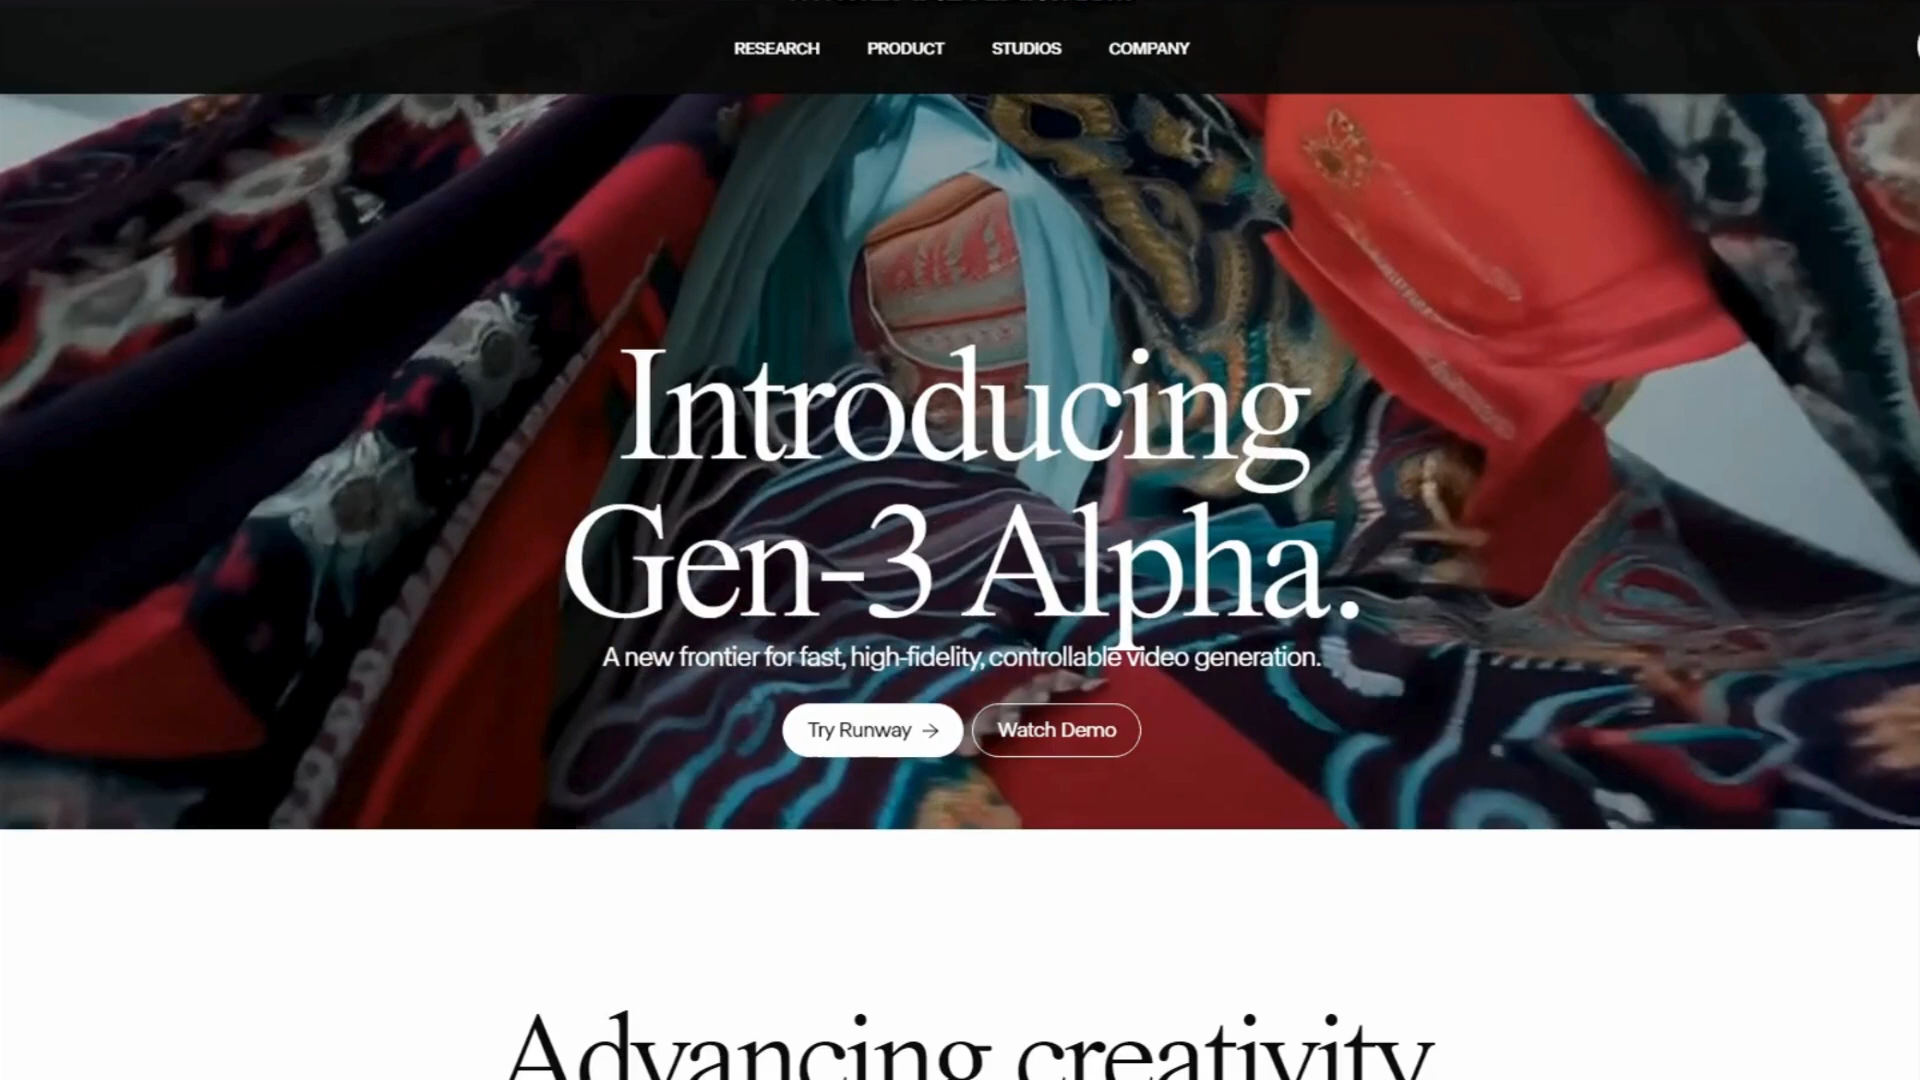 RESEARCH PRODUCT STUDIOS COMPANY
Introducing
Gen-3 Alpha.
A new frontier for fast, high-fidelity, controllable video generation.
Try Runway → Watch Demo
Advancing creativity